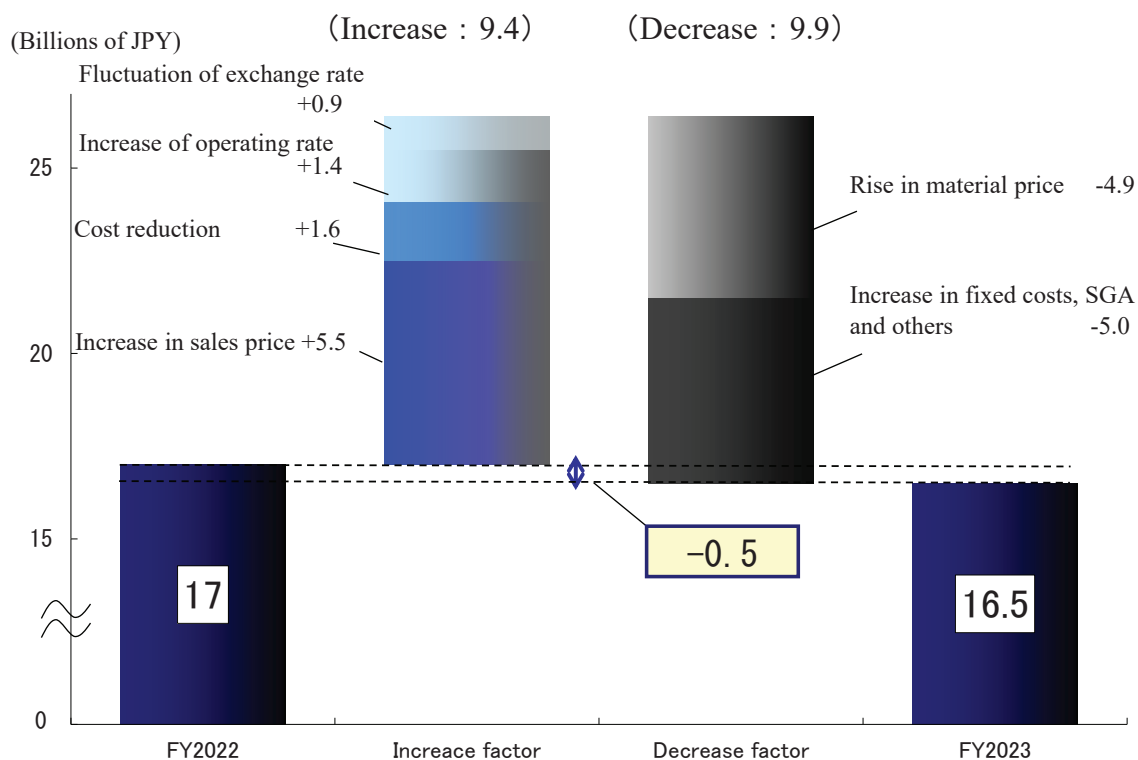 （Increase：9.4）
（Decrease：9.9）
(Billions of JPY)
Fluctuation of exchange rate
+0.9
Increase of operating rate
+1.4
25
Rise in material price -4.9
Cost reduction +1.6
Increase in fixed costs, SGA
and others -5.0
Increase in sales price +5.5
20
15
-0.5
17
16.5
0
FY2022
Increace factor
Decrease factor
FY2023